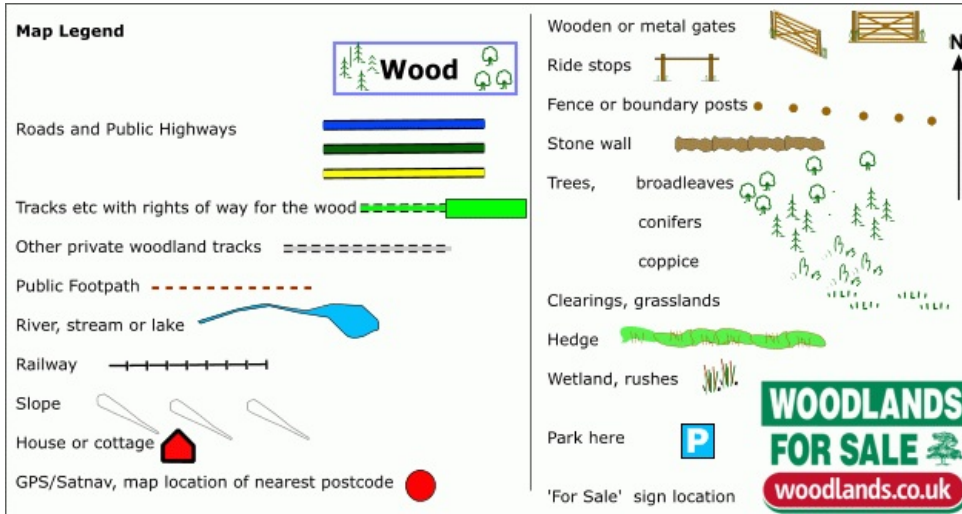 Map Legend
Wood
Roads and Public Highways
Tracks etc with rights of way for the wood
Other private woodland tracks
Public Footpath
River, stream or lake
Railway
Slope
House or cottage
GPS/Satnav, map location of nearest postcode
Wooden or metal gates
N
Ride stops
Fence or boundary posts
Stone wall
Trees, broadleaves
conifers
coppice
Clearings, grasslands
Hedge
Wetland, rushes
Park here
P
'For Sale' sign location
WOODLANDS
FOR SALE
woodlands.co.uk